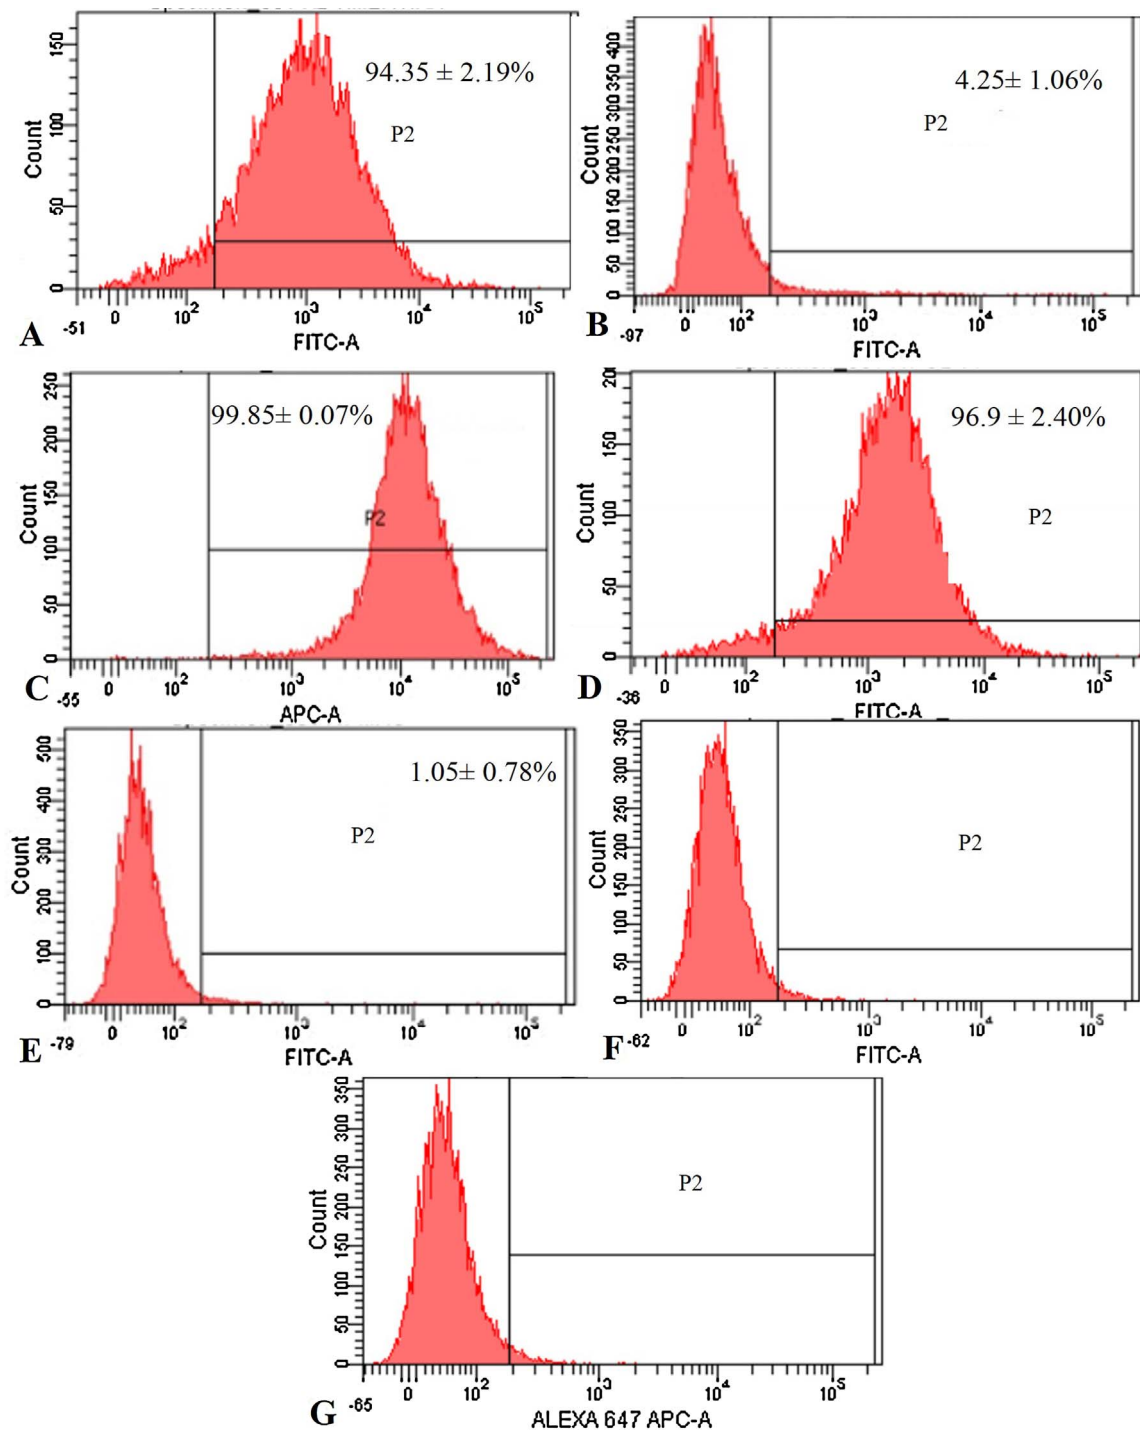 94.35 ± 2.19%
P2
Count
150
100
50
0
-51
0
10²
10³
10⁴
10⁵
FITC-A
A
4.25± 1.06%
P2
Count
400
350
300
250
200
150
100
50
0
-97
0
10²
10³
10⁴
10⁵
FITC-A
B
99.85± 0.07%
P2
Count
250
200
150
100
50
0
-55
0
10²
10³
10⁴
10⁵
APC-A
C
96.9 ± 2.40%
P2
Count
150
100
50
0
0
10²
10³
10⁴
10⁵
FITC-A
D
1.05± 0.78%
P2
Count
500
400
300
200
100
0
-79
0
10²
10³
10⁴
10⁵
FITC-A
E
P2
Count
350
300
250
200
150
100
50
0
-62
0
10²
10³
10⁴
10⁵
FITC-A
F
P2
Count
350
300
250
200
150
100
50
0
-65
0
10²
10³
10⁴
10⁵
ALEXA 647 APC-A
G